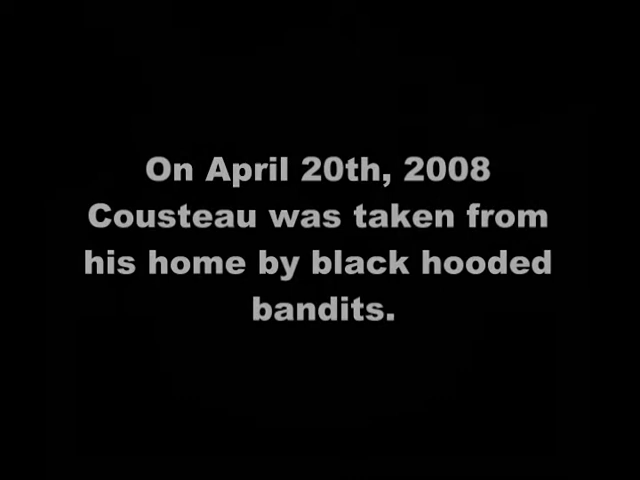 On April 20th, 2008
Cousteau was taken from
his home by black hooded
bandits.